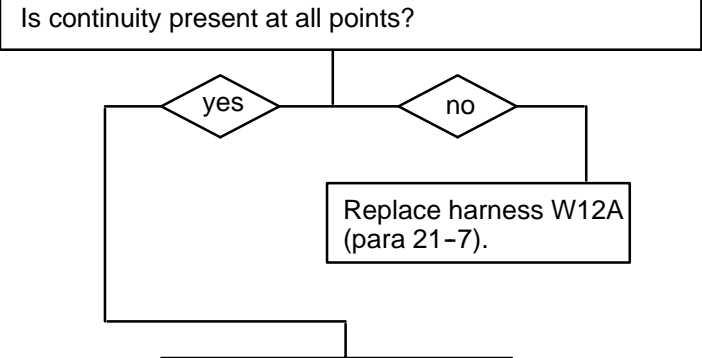 Is continuity present at all points?
yes
no
Replace harness W12A
(para 21-7).